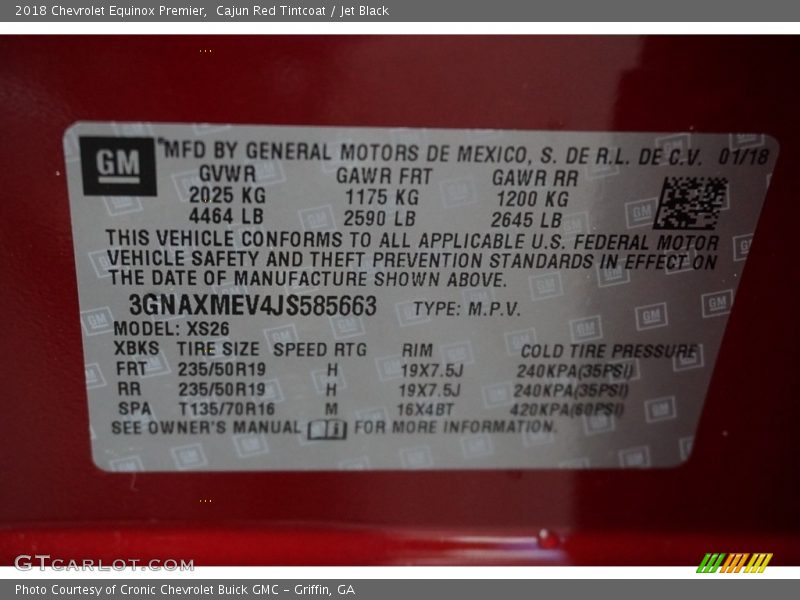 2018 Chevrolet Equinox Premier,  Cajun Red Tintcoat / Jet Black
GM MFD BY GENERAL MOTORS DE MEXICO, S. DE R.L. DE C.V. 01/18
GVWR GAWR FRT GAWR RR
2025 KG 1175 KG 1200 KG
4464 LB 2590 LB 2645 LB
THIS VEHICLE CONFORMS TO ALL APPLICABLE U.S. FEDERAL MOTOR
VEHICLE SAFETY AND THEFT PREVENTION STANDARDS IN EFFECT ON
THE DATE OF MANUFACTURE SHOWN ABOVE.
3GNAXMEV4JS585663 TYPE: M.P.V.
MODEL: XS26
XBKS TIRE SIZE SPEED RTG RIM COLD TIRE PRESSURE
FRT 235/50R19 H 19X7.5J 240KPA(35PSI)
RR 235/50R19 H 19X7.5J 240KPA(35PSI)
SPA T135/70R16 M 16X4BT 420KPA(60PSI)
SEE OWNER'S MANUAL FOR MORE INFORMATION.
GTCARLOT.COM
Photo Courtesy of Cronic Chevrolet Buick GMC – Griffin, GA